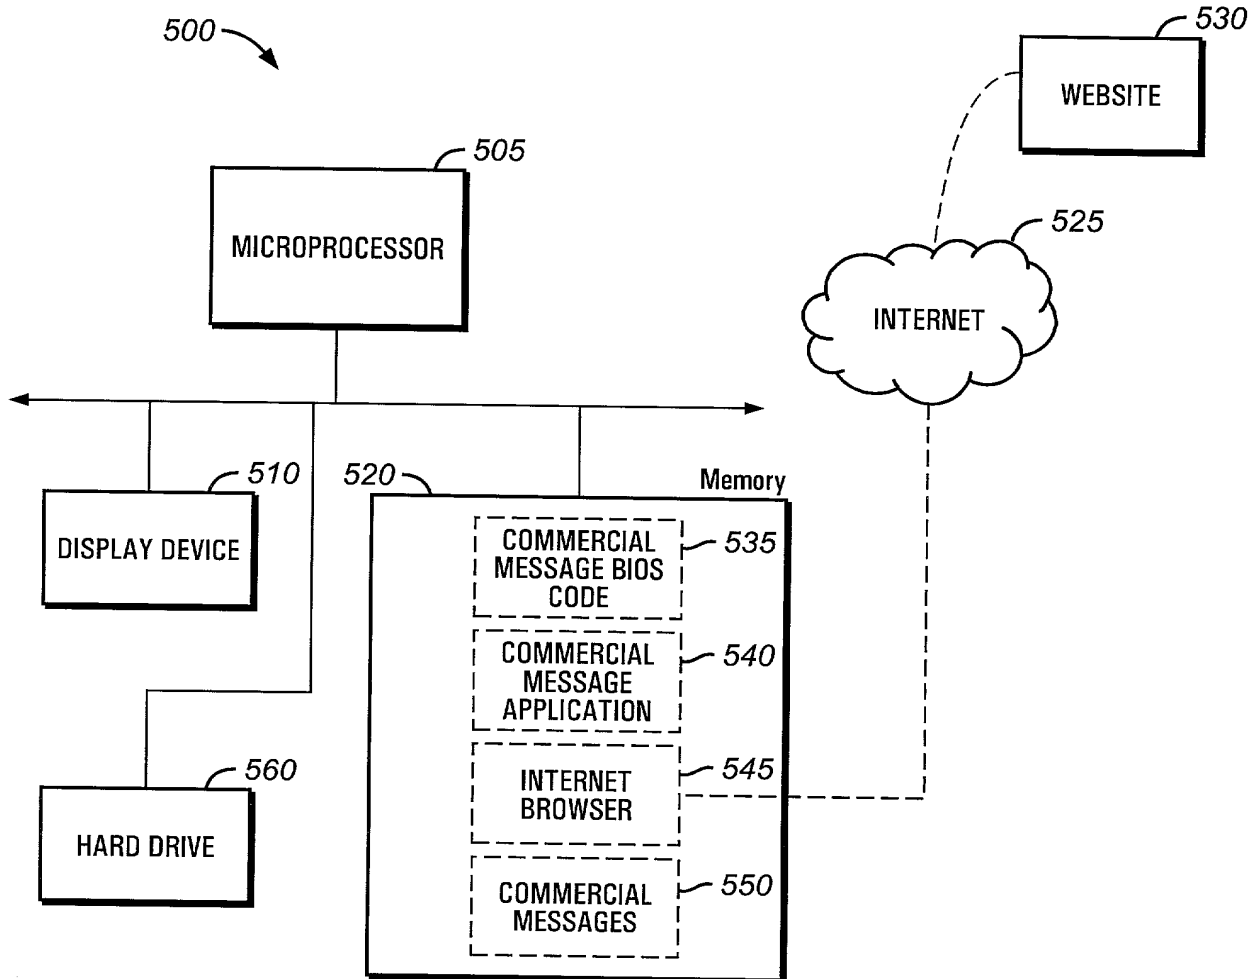 500
530
WEBSITE
505
MICROPROCESSOR
525
INTERNET
510
DISPLAY DEVICE
520
Memory
COMMERCIAL
MESSAGE BIOS
CODE
535
COMMERCIAL
MESSAGE
APPLICATION
540
INTERNET
BROWSER
545
560
HARD DRIVE
COMMERCIAL
MESSAGES
550